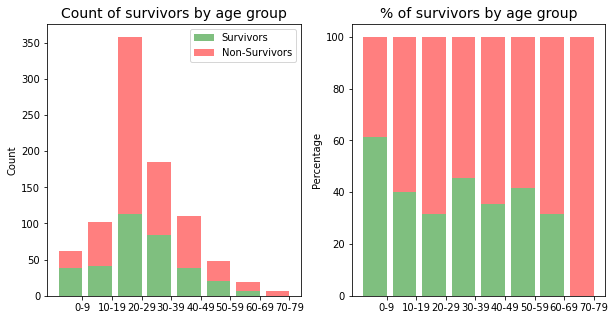 Count of survivors by age group
Survivors
Non-Survivors
350
300
250
200
150
100
50
0
Count
0-9 10-19 20-29 30-39 40-49 50-59 60-69 70-79
% of survivors by age group
100
80
60
40
20
0
Percentage
0-9 10-19 20-29 30-39 40-49 50-59 60-69 70-79